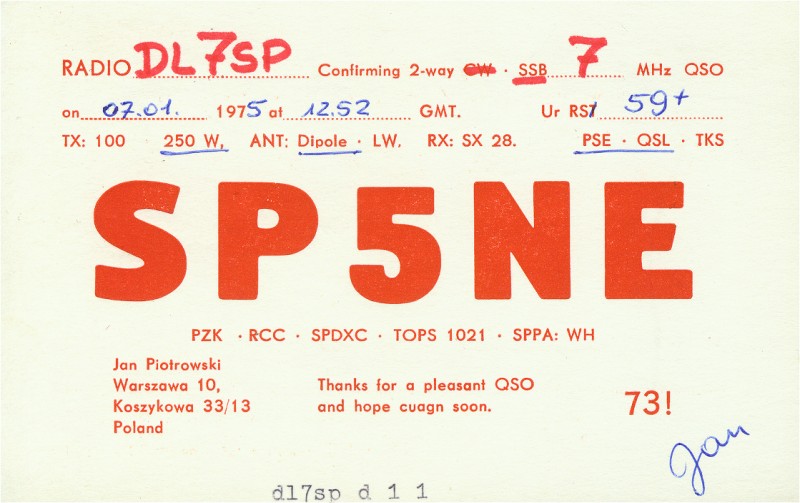 RADIO DL7SP Confirming 2-way CW · SSB 7 MHz QSO
on 07.01. 1975 at 12.52 GMT. Ur RST 59+
TX: 100 250 W, ANT: Dipole · LW. RX: SX 28. PSE · QSL · TKS
SP5NE
PZK · RCC · SPDXC · TOPS 1021 · SPPA: WH
Jan Piotrowski
Warszawa 10,
Koszykowa 33/13
Poland
Thanks for a pleasant QSO
and hope cuagn soon.
73!
Jan
dl7sp d 1 1